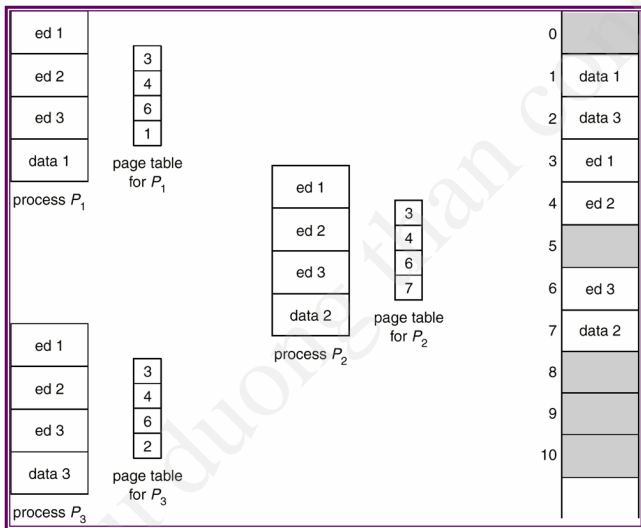 ed 1
ed 2
ed 3
data 1
process P1
3
4
6
1
page table
for P1
ed 1
ed 2
ed 3
data 2
process P2
3
4
6
7
page table
for P2
ed 1
ed 2
ed 3
data 3
process P3
3
4
6
2
page table
for P3
0
1 data 1
2 data 3
3 ed 1
4 ed 2
5
6 ed 3
7 data 2
8
9
10
duong than con